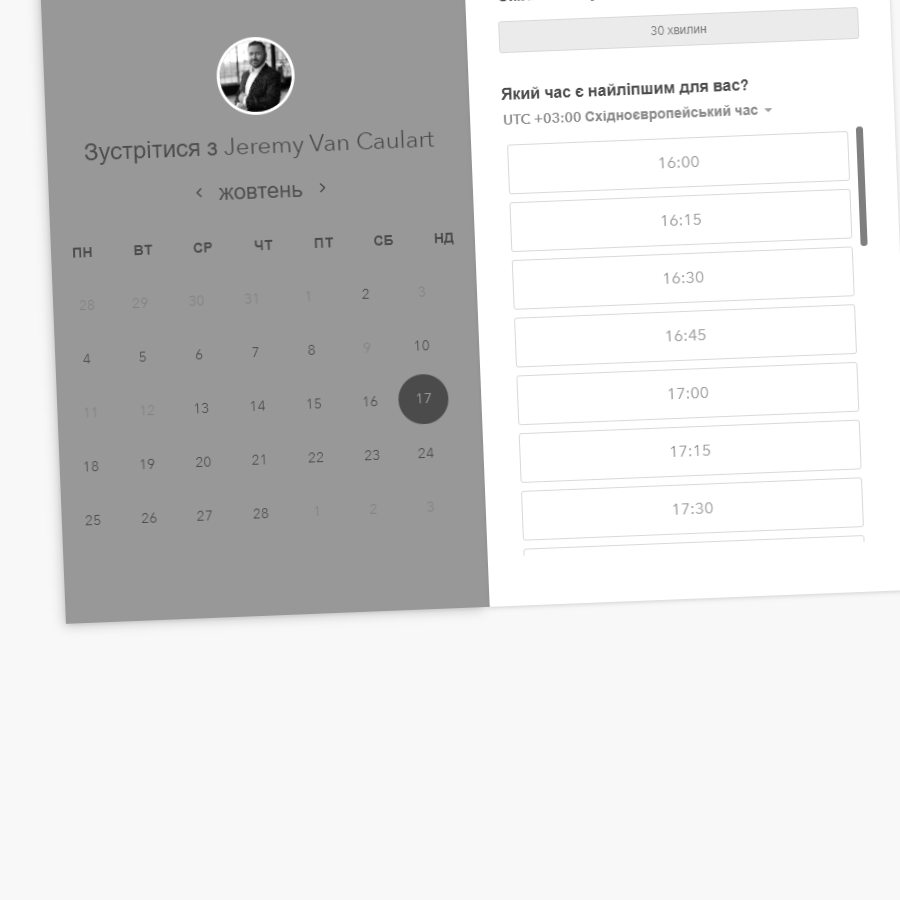 Зустрітися з Jeremy Van Caulart
‹ жовтень ›
ПН ВТ СР ЧТ ПТ СБ НД
28 29 30 31 1 2 3
4 5 6 7 8 9 10
11 12 13 14 15 16 17
18 19 20 21 22 23 24
25 26 27 28 1 2 3
30 хвилин
Який час є найліпшим для вас?
UTC +03:00 Східноєвропейський час
16:00
16:15
16:30
16:45
17:00
17:15
17:30